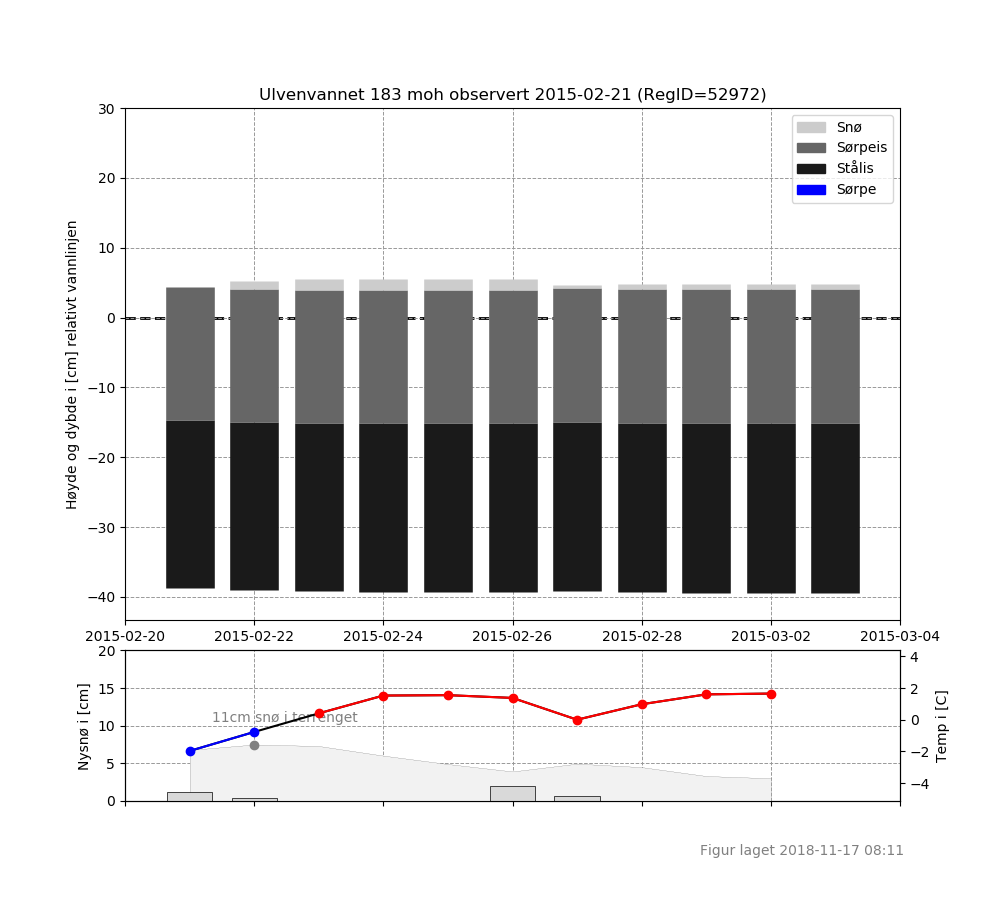 Ulvenvannet 183 moh observert 2015-02-21 (RegID=52972)
Høyde og dybde i [cm] relativt vannlinjen
30
20
10
0
−10
−20
−30
−40
Snø
Sørpeis
Stålis
Sørpe
2015-02-20 2015-02-22 2015-02-24 2015-02-26 2015-02-28 2015-03-02 2015-03-04
Nysnø i [cm]
20
15
10
5
0
11cm snø i terrenget
4
2
0
−2
−4
Temp i [C]
Figur laget 2018-11-17 08:11